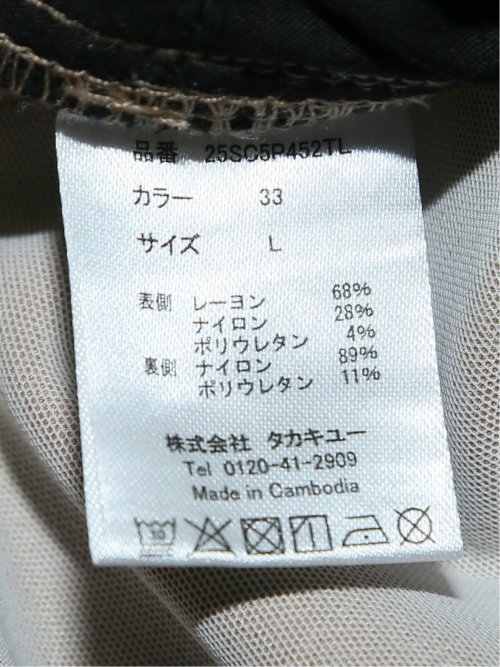 品番 25SC5P452TL
カラー 33
サイズ L
表側 レーヨン 68%
ナイロン 28%
ポリウレタン 4%
裏側 ナイロン 89%
ポリウレタン 11%
株式会社 タカキユー
Tel 0120-41-2909
Made in Cambodia